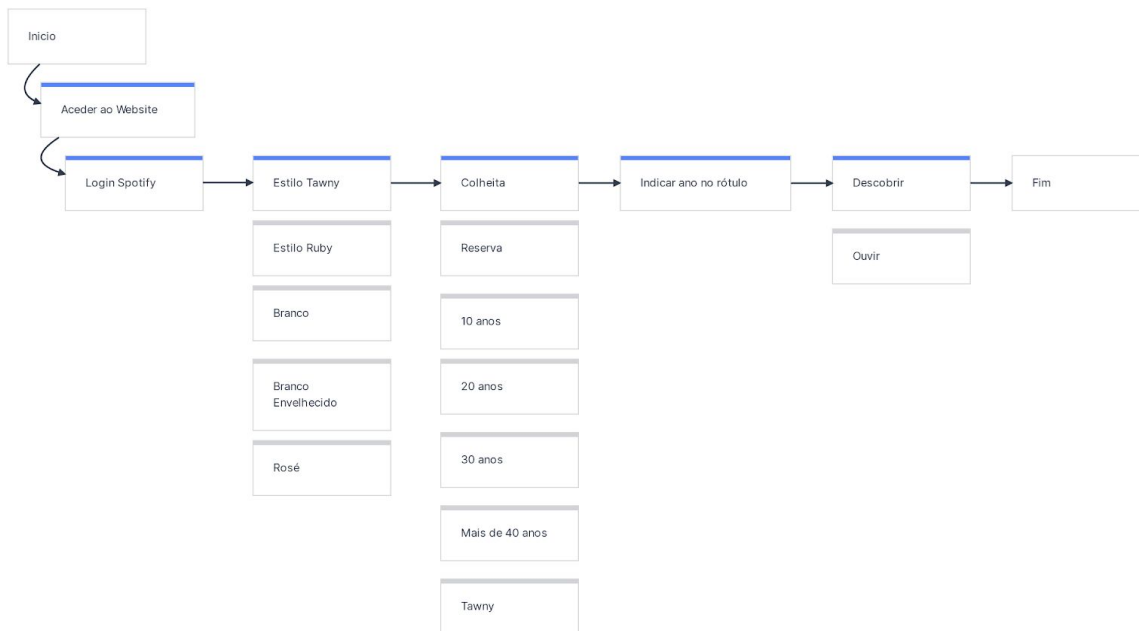 Inicio
Aceder ao Website
Login Spotify
Estilo Tawny
Colheita
Indicar ano no rótulo
Descobrir
Fim
Estilo Ruby
Reserva
Ouvir
Branco
10 anos
Branco
Envelhecido
20 anos
Rosé
30 anos
Mais de 40 anos
Tawny